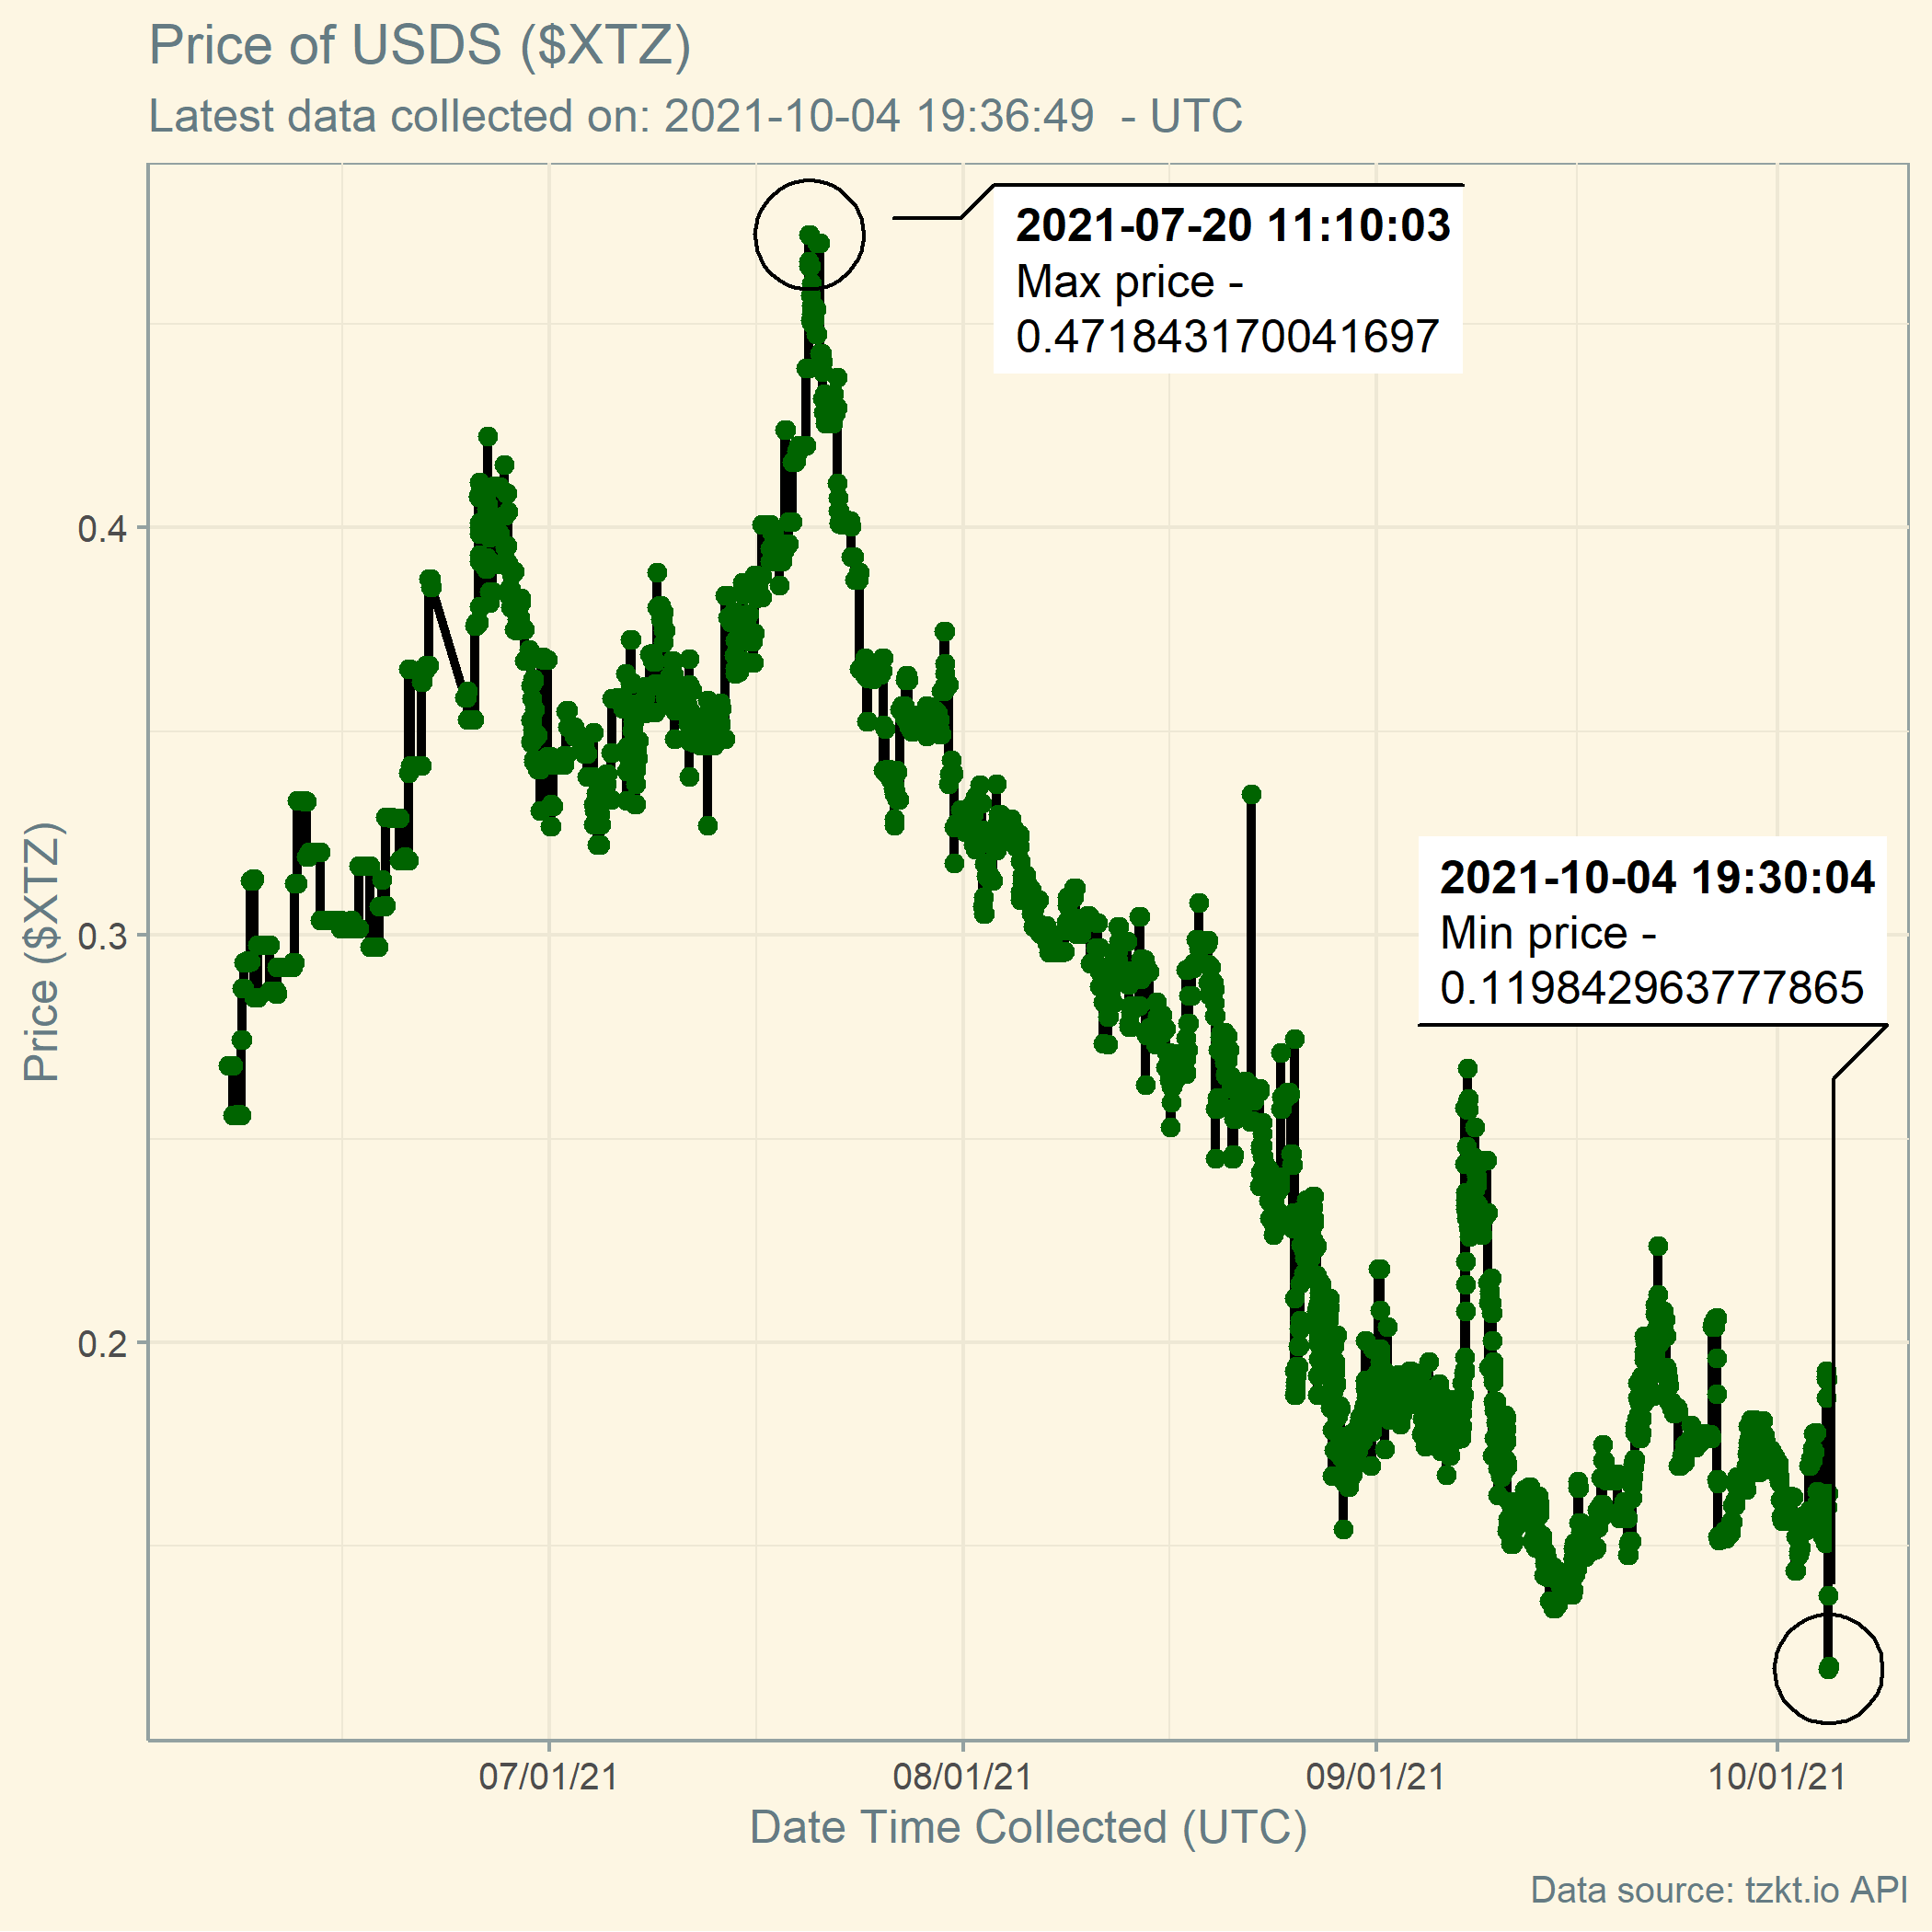 Price of USDS ($XTZ)
Latest data collected on: 2021-10-04 19:36:49  - UTC
2021-07-20 11:10:03
Max price -
0.471843170041697
2021-10-04 19:30:04
Min price -
0.119842963777865
Price ($XTZ)
0.4
0.3
0.2
07/01/21
08/01/21
09/01/21
10/01/21
Date Time Collected (UTC)
Data source: tzkt.io API